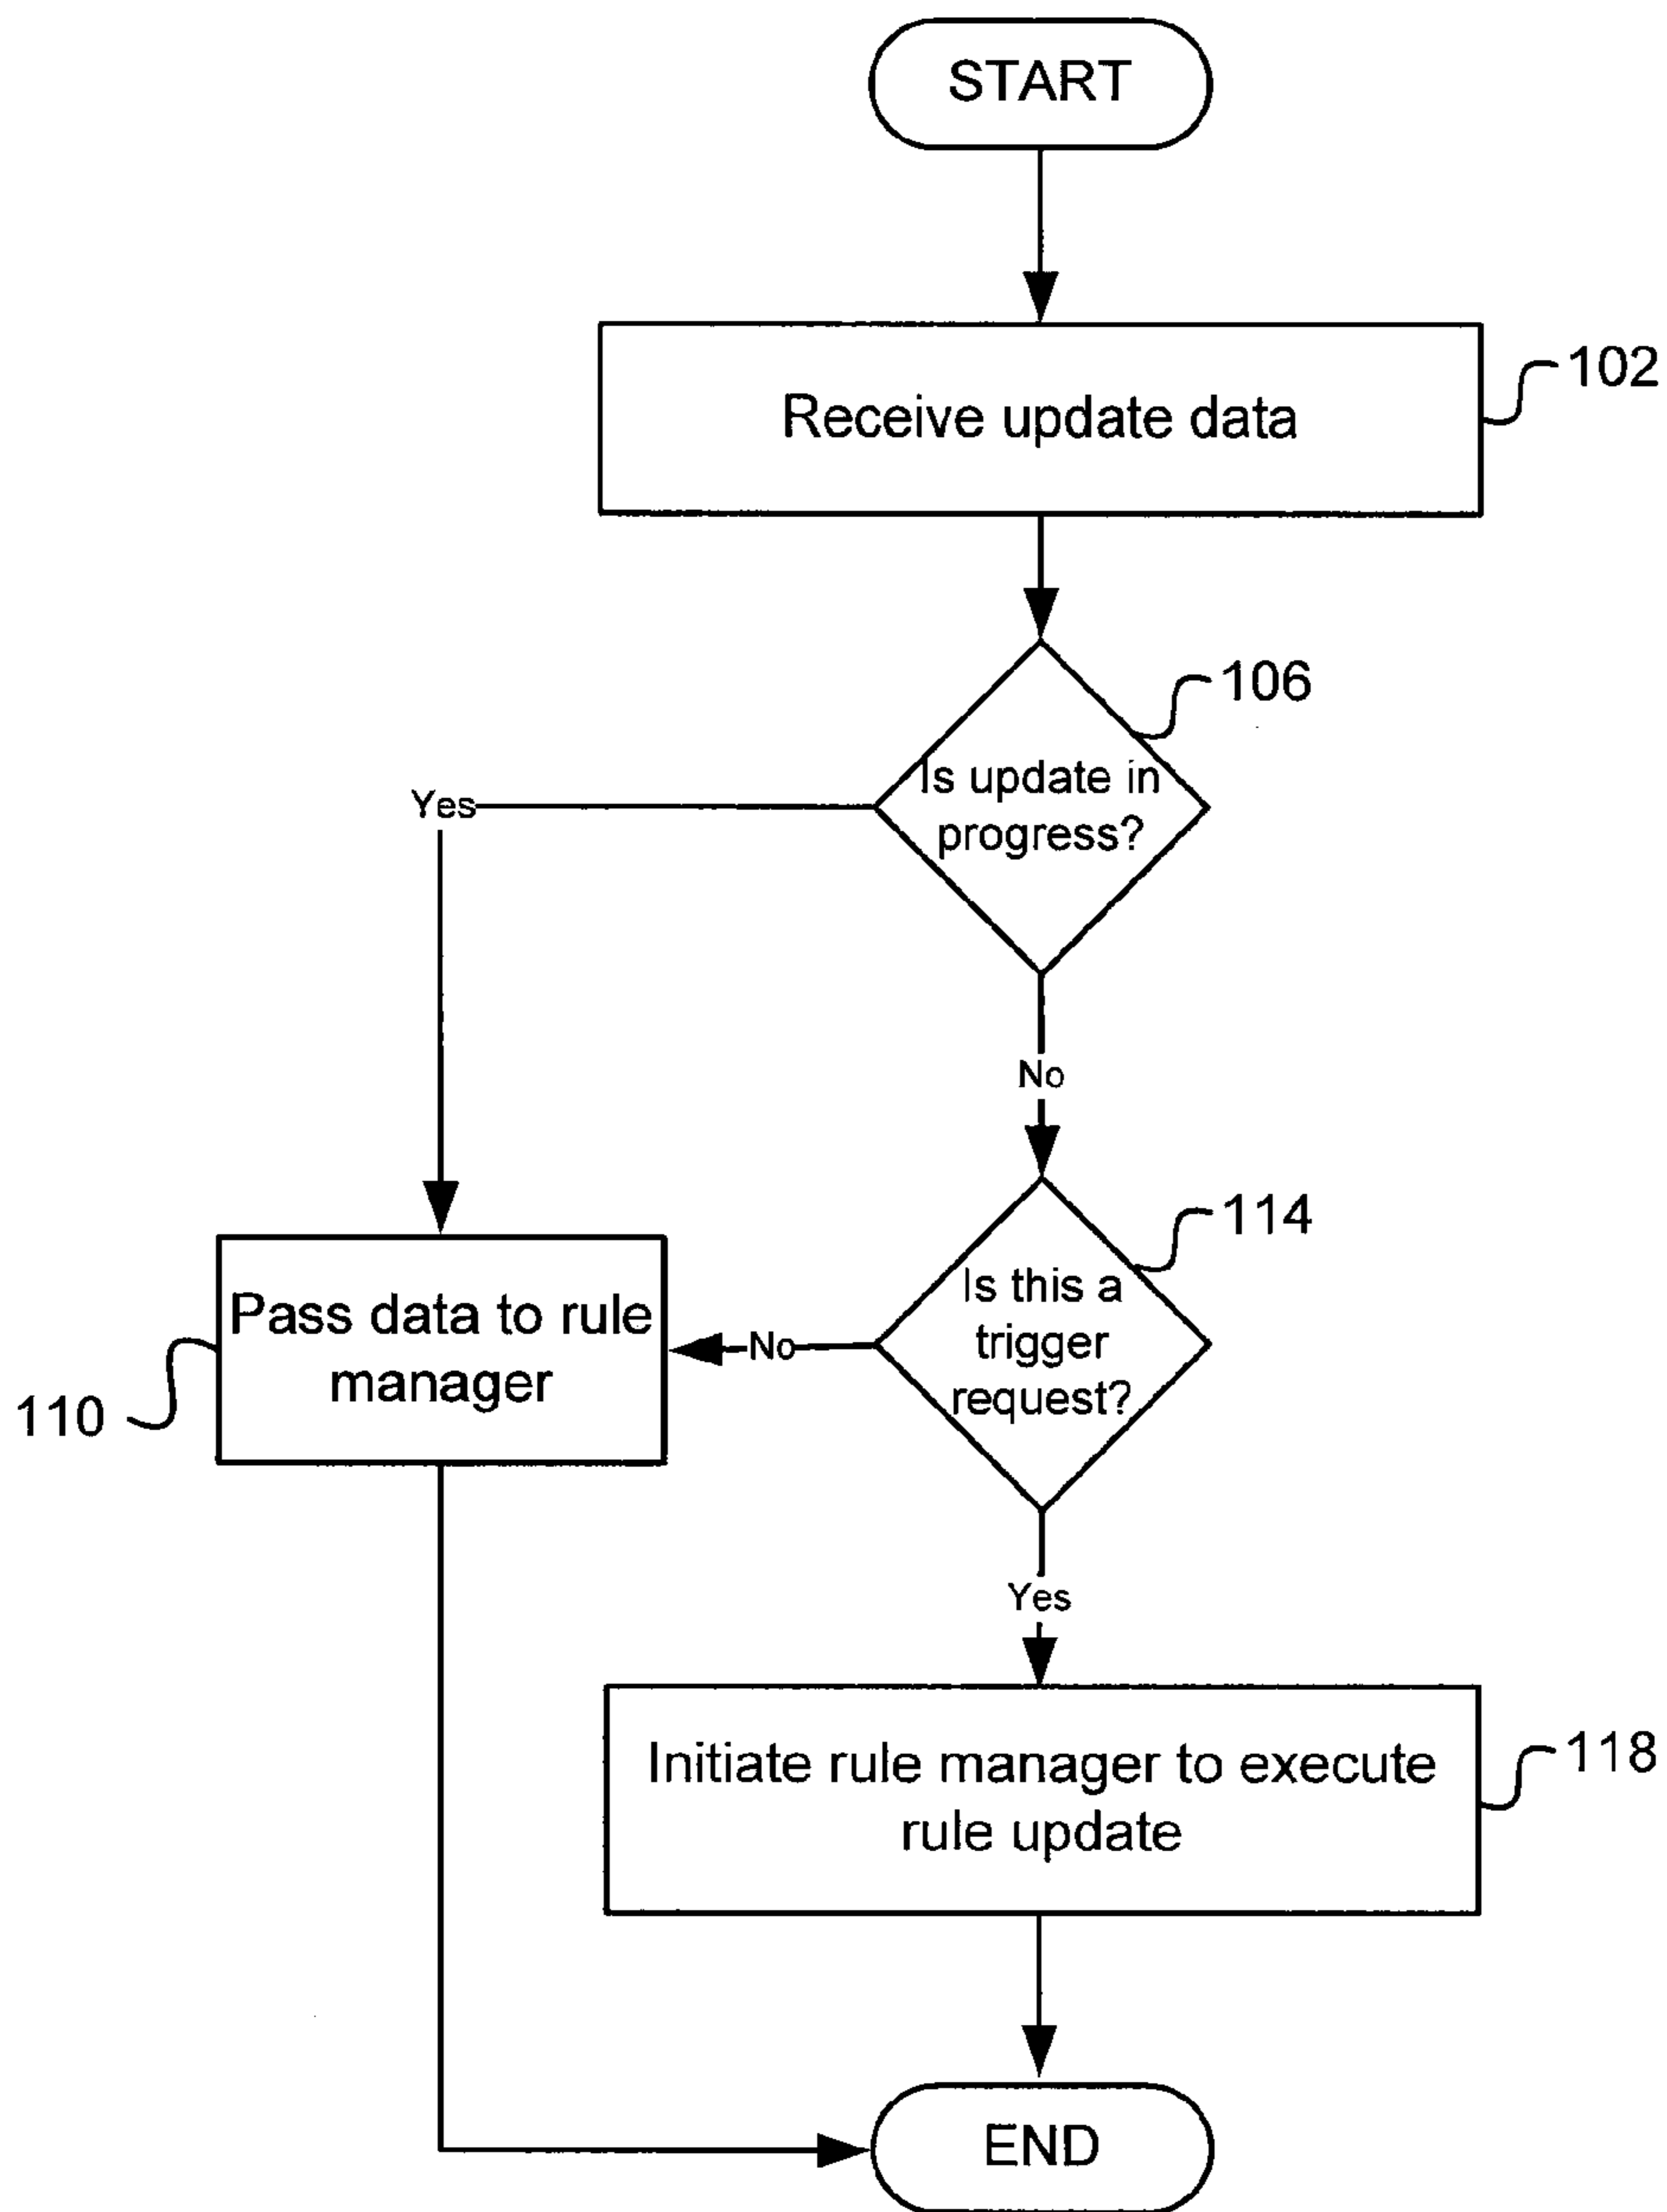 START
Receive update data
102
106
Is update in
progress?
Yes
No
114
Is this a
trigger
request?
Pass data to rule
manager
No
110
Yes
Initiate rule manager to execute
rule update
118
END